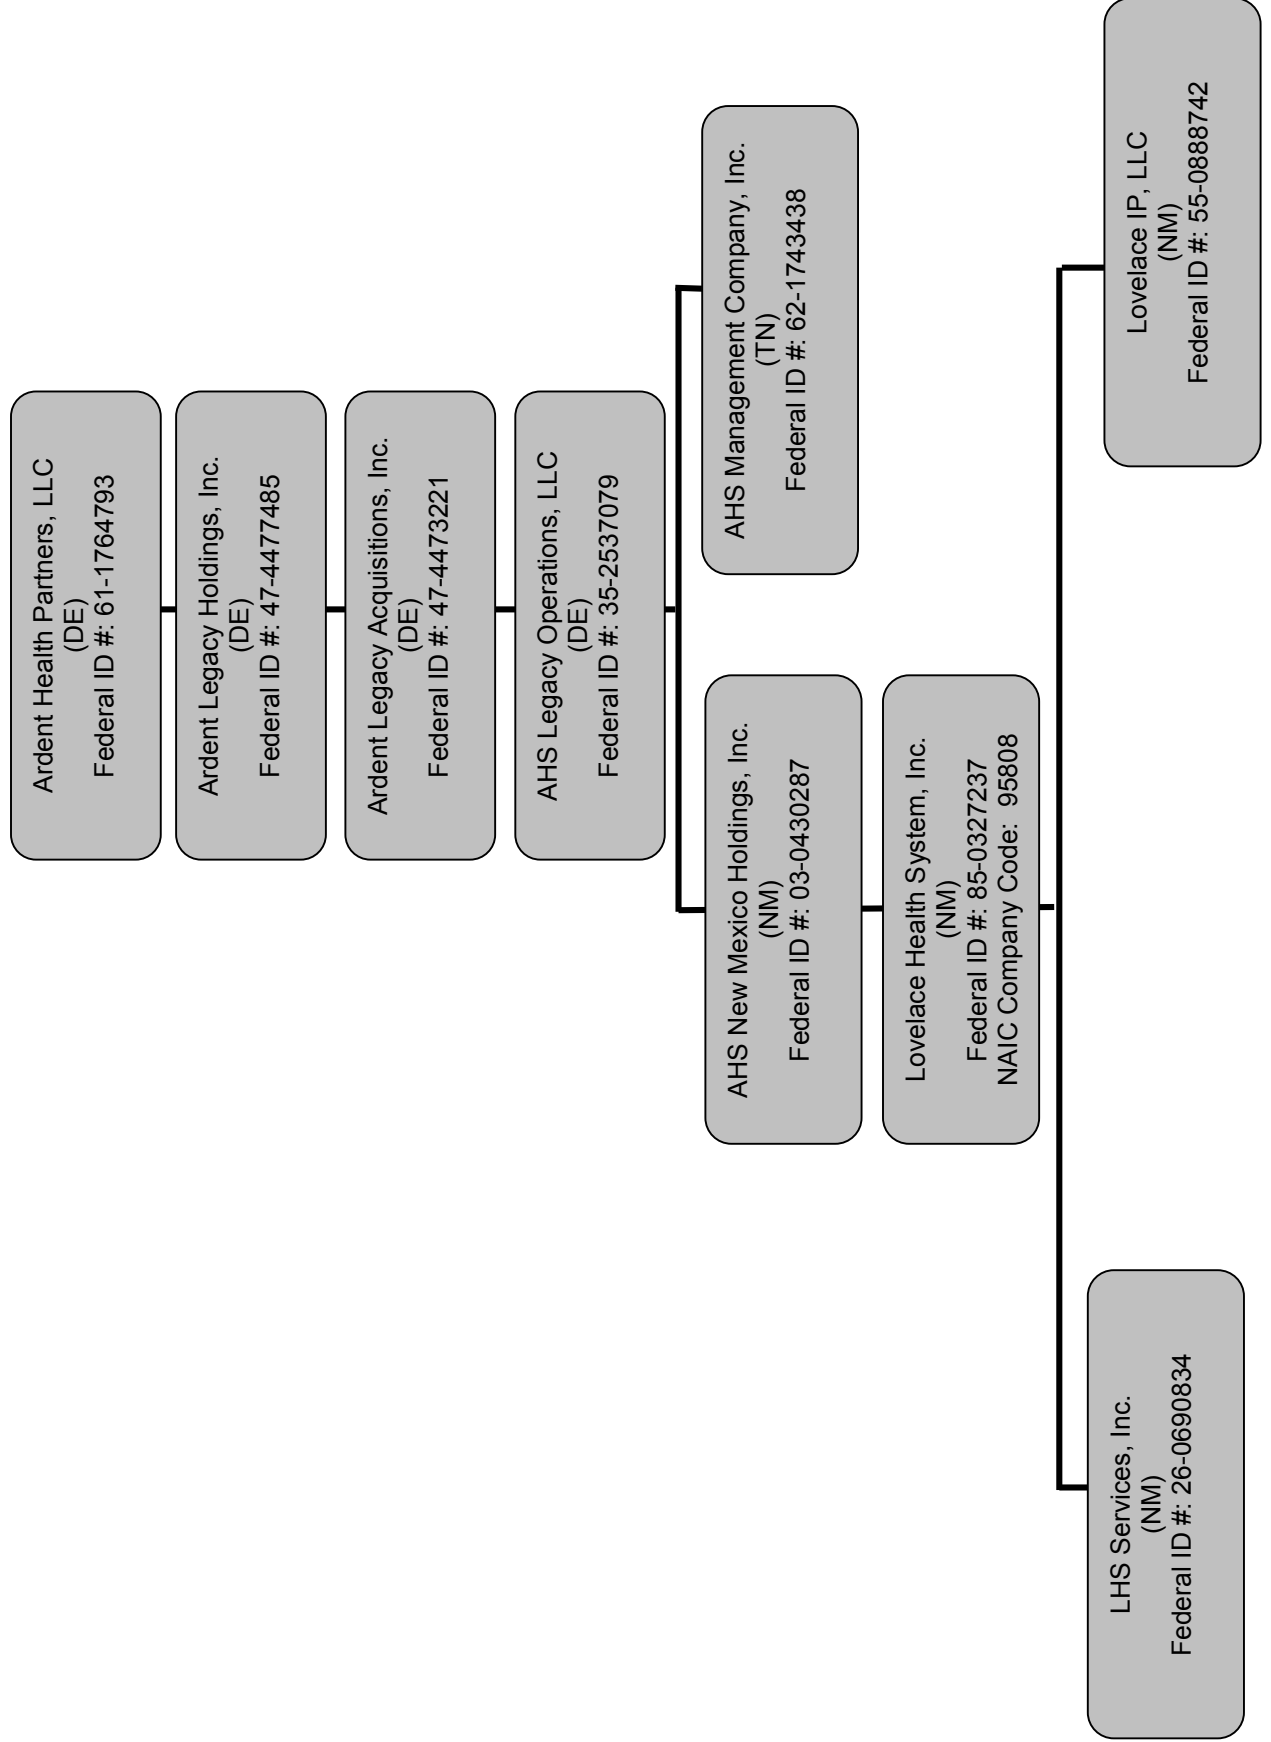 Ardent Health Partners, LLC
(DE)
Federal ID #: 61-1764793
Ardent Legacy Holdings, Inc.
(DE)
Federal ID #: 47-4477485
Ardent Legacy Acquisitions, Inc.
(DE)
Federal ID #: 47-4473221
AHS Legacy Operations, LLC
(DE)
Federal ID #: 35-2537079
AHS New Mexico Holdings, Inc.
(NM)
Federal ID #: 03-0430287
AHS Management Company, Inc.
(TN)
Federal ID #: 62-1743438
Lovelace Health System, Inc.
(NM)
Federal ID #: 85-0327237
NAIC Company Code: 95808
LHS Services, Inc.
(NM)
Federal ID #: 26-0690834
Lovelace IP, LLC
(NM)
Federal ID #: 55-0888742